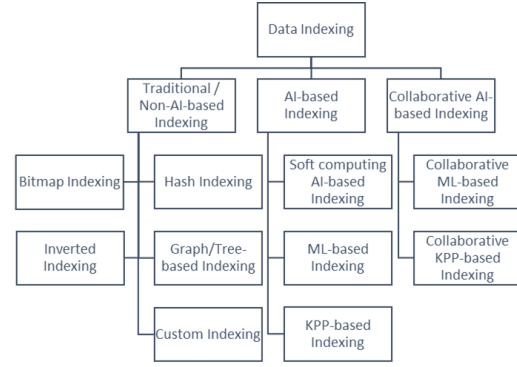 Data Indexing
Traditional /
Non-AI-based
Indexing
AI-based
Indexing
Collaborative AI-
based Indexing
Bitmap Indexing
Hash Indexing
Soft computing
AI-based
Indexing
Collaborative
ML-based
Indexing
Inverted
Indexing
Graph/Tree-
based Indexing
ML-based
Indexing
Collaborative
KPP-based
Indexing
Custom Indexing
KPP-based
Indexing